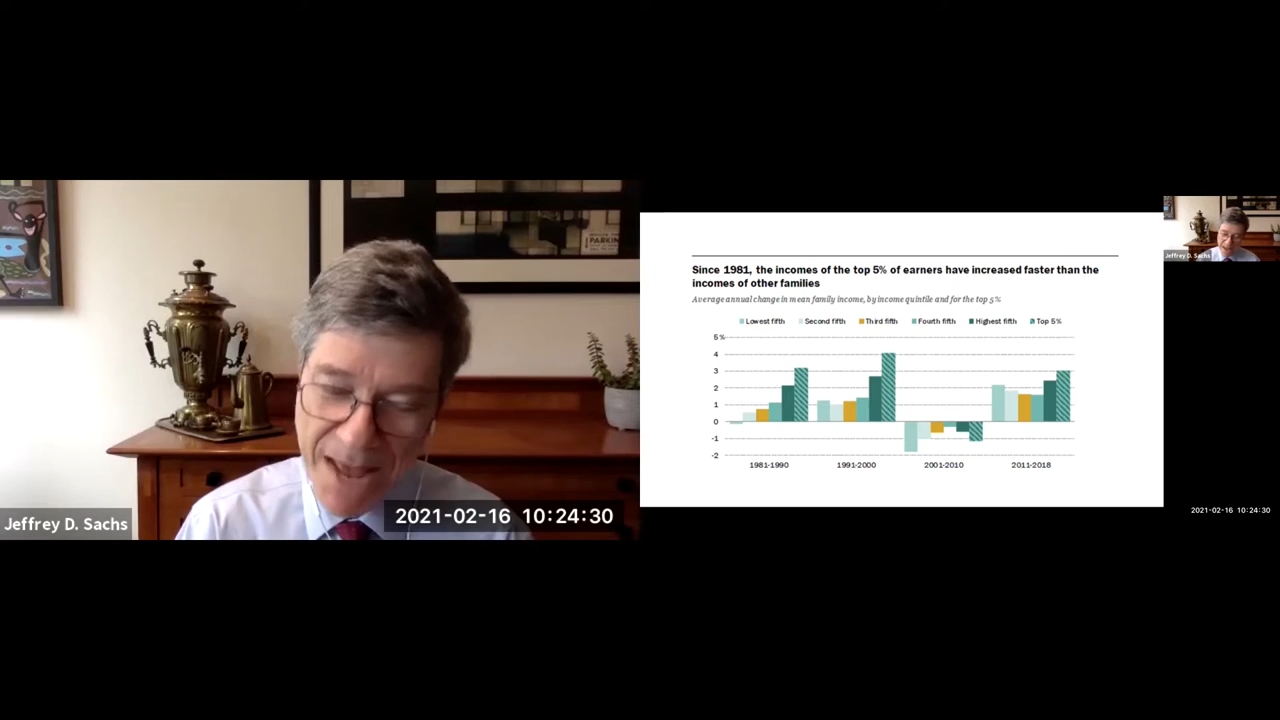 PARKIN
Jeffrey D. Sachs
2021-02-16 10:24:30
Since 1981, the incomes of the top 5% of earners have increased faster than the
incomes of other families
Average annual change in mean family income, by income quintile and for the top 5%
Lowest fifth Second fifth Third fifth Fourth fifth Highest fifth Top 5%
5%
4
3
2
1
0
-1
-2
1981-1990 1991-2000 2001-2010 2011-2018
Jeffrey D. Sachs
2021-02-16 10:24:30